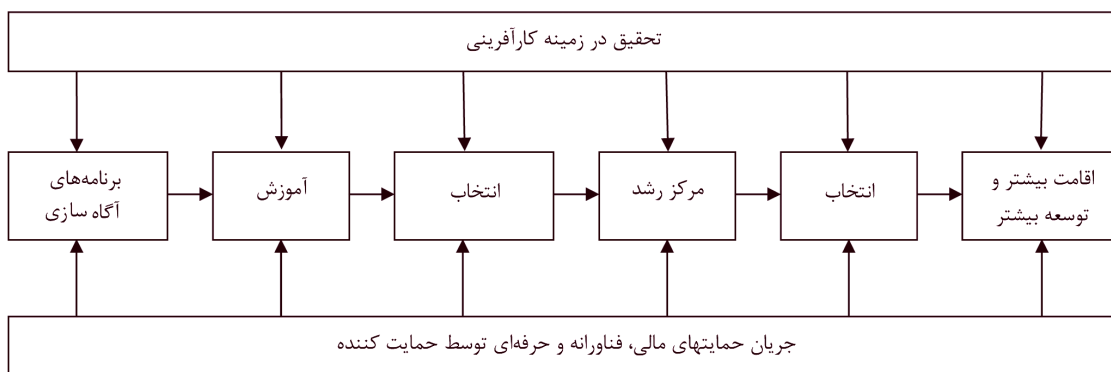 تحقیق در زمینه کارآفرینی
برنامه‌های
آگاه سازی
آموزش
انتخاب
مرکز رشد
انتخاب
اقامت بیشتر و
توسعه بیشتر
جریان حمایتهای مالی، فناورانه و حرفه‌ای توسط حمایت کننده